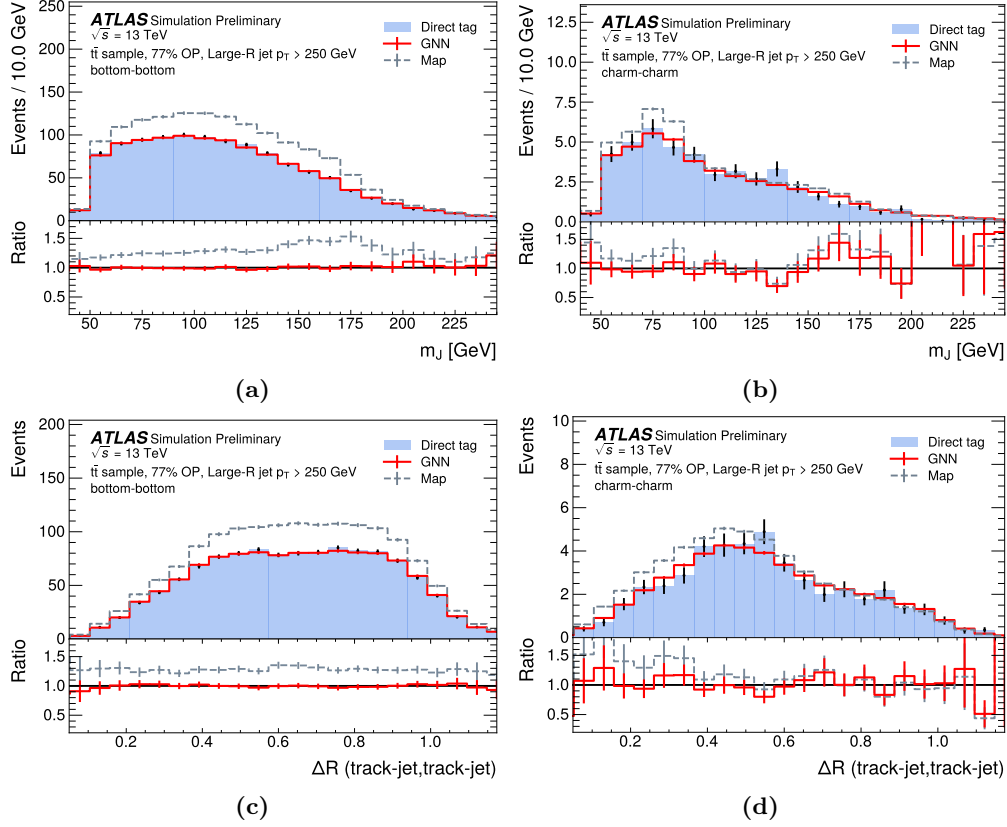 ATLAS Simulation Preliminary
√s = 13 TeV
tt̄ sample, 77% OP, Large-R jet pT > 250 GeV
bottom-bottom
Direct tag
GNN
Map
Events / 10.0 GeV
250
200
150
100
50
0
Ratio
1.5
1.0
0.5
50 75 100 125 150 175 200 225
mJ [GeV]
(a)
ATLAS Simulation Preliminary
√s = 13 TeV
tt̄ sample, 77% OP, Large-R jet pT > 250 GeV
charm-charm
Direct tag
GNN
Map
Events / 10.0 GeV
12.5
10.0
7.5
5.0
2.5
0.0
Ratio
1.5
1.0
0.5
50 75 100 125 150 175 200 225
mJ [GeV]
(b)
ATLAS Simulation Preliminary
√s = 13 TeV
tt̄ sample, 77% OP, Large-R jet pT > 250 GeV
bottom-bottom
Direct tag
GNN
Map
Events
200
150
100
50
0
Ratio
1.5
1.0
0.5
0.2 0.4 0.6 0.8 1.0
ΔR (track-jet,track-jet)
(c)
ATLAS Simulation Preliminary
√s = 13 TeV
tt̄ sample, 77% OP, Large-R jet pT > 250 GeV
charm-charm
Direct tag
GNN
Map
Events
10
8
6
4
2
0
Ratio
1.5
1.0
0.5
0.2 0.4 0.6 0.8 1.0
ΔR (track-jet,track-jet)
(d)